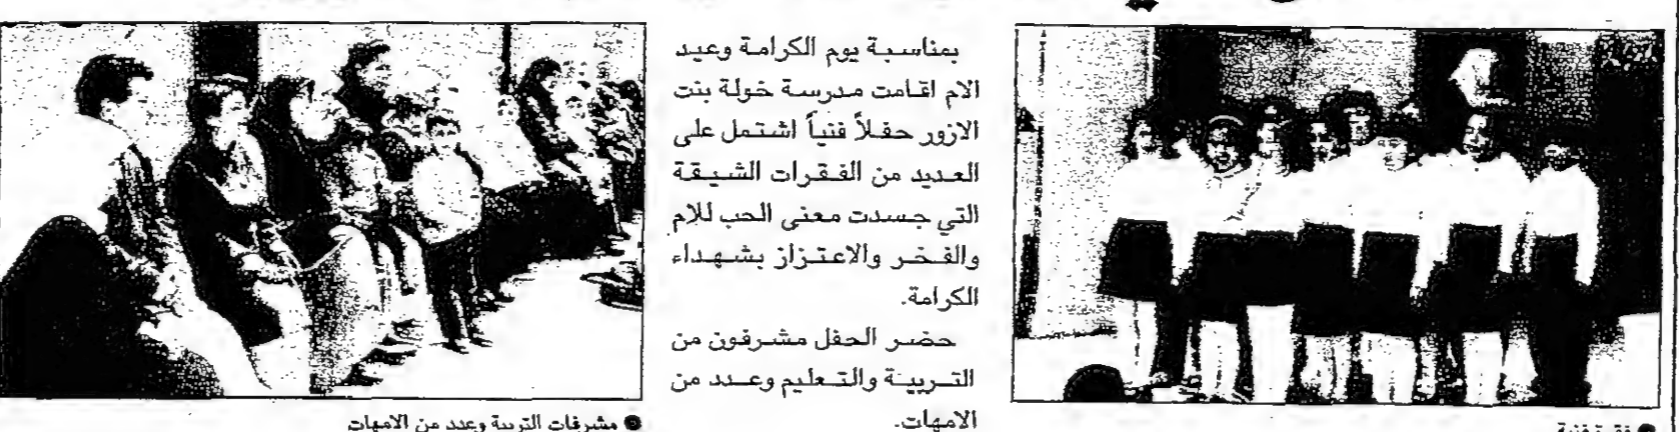 بمناسبة يوم الكرامة وعيد
الام اقامت مدرسة خولة بنت
الازور حفلاً فنياً اشتمل على
العديد من الفقرات الشيقة
التي جسدت معنى الحب للام
والفخر والاعتزاز بشهداء
الكرامة.
حضر الحفل مشرفون من
التربية والتعليم وعدد من
الامهات.
● فقرة فنية
● مشرفات التربية وعدد من الامهات